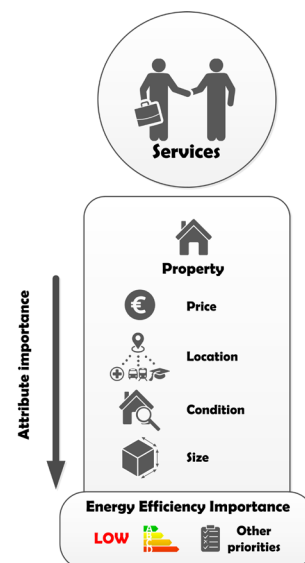 Services
Property
Price
Location
Condition
Size
Attribute importance
Energy Efficiency Importance
LOW
A
B
C
D
Other
priorities